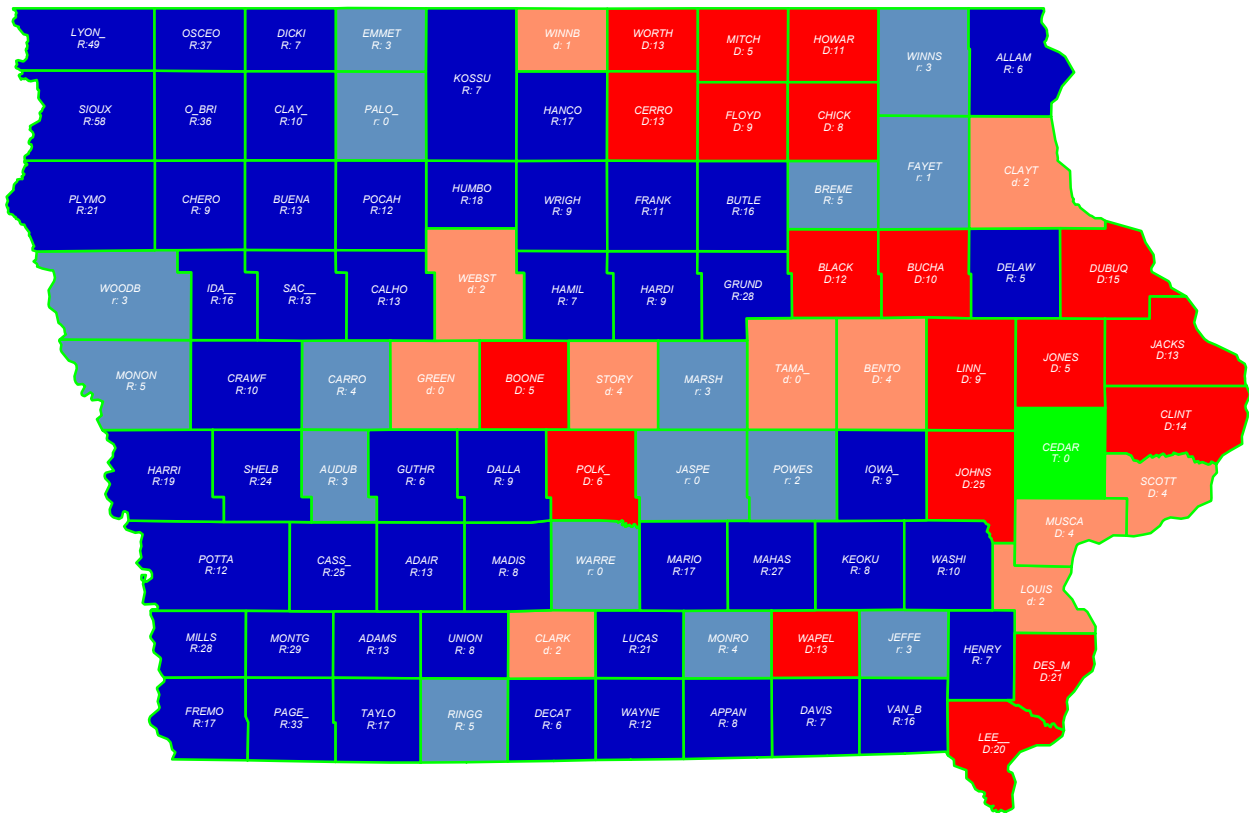 LYON_
R:49
OSCEO
R:37
DICKI
R: 7
EMMET
R: 3
KOSSU
R: 7
WINNB
d: 1
WORTH
D:13
MITCH
D: 5
HOWAR
D:11
WINNS
r: 3
ALLAM
R: 6
SIOUX
R:58
O_BRI
R:36
CLAY_
R:10
PALO_
r: 0
HANCO
R:17
CERRO
D:13
FLOYD
D: 9
CHICK
D: 8
PLYMO
R:21
CHERO
R: 9
BUENA
R:13
POCAH
R:12
HUMBO
R:18
WRIGH
R: 9
FRANK
R:11
BUTLE
R:16
BREME
R: 5
FAYET
r: 1
CLAYT
d: 2
WOODB
r: 3
IDA__
R:16
SAC__
R:13
CALHO
R:13
WEBST
d: 2
HAMIL
R: 7
HARDI
R: 9
GRUND
R:28
BLACK
D:12
BUCHA
D:10
DELAW
R: 5
DUBUQ
D:15
MONON
R: 5
CRAWF
R:10
CARRO
R: 4
GREEN
d: 0
BOONE
D: 5
STORY
d: 4
MARSH
r: 3
TAMA_
d: 0
BENTO
D: 4
LINN_
D: 9
JONES
D: 5
JACKS
D:13
CLINT
D:14
HARRI
R:19
SHELB
R:24
AUDUB
R: 3
GUTHR
R: 6
DALLA
R: 9
POLK_
D: 6
JASPE
r: 0
POWES
r: 2
IOWA_
R: 9
JOHNS
D:25
CEDAR
T: 0
SCOTT
D: 4
MUSCA
D: 4
POTTA
R:12
CASS_
R:25
ADAIR
R:13
MADIS
R: 8
WARRE
r: 0
MARIO
R:17
MAHAS
R:27
KEOKU
R: 8
WASHI
R:10
LOUIS
d: 2
MILLS
R:28
MONTG
R:29
ADAMS
R:13
UNION
R: 8
CLARK
d: 2
LUCAS
R:21
MONRO
R: 4
WAPEL
D:13
JEFFE
r: 3
HENRY
R: 7
DES_M
D:21
FREMO
R:17
PAGE_
R:33
TAYLO
R:17
RINGG
R: 5
DECAT
R: 6
WAYNE
R:12
APPAN
R: 8
DAVIS
R: 7
VAN_B
R:16
LEE__
D:20